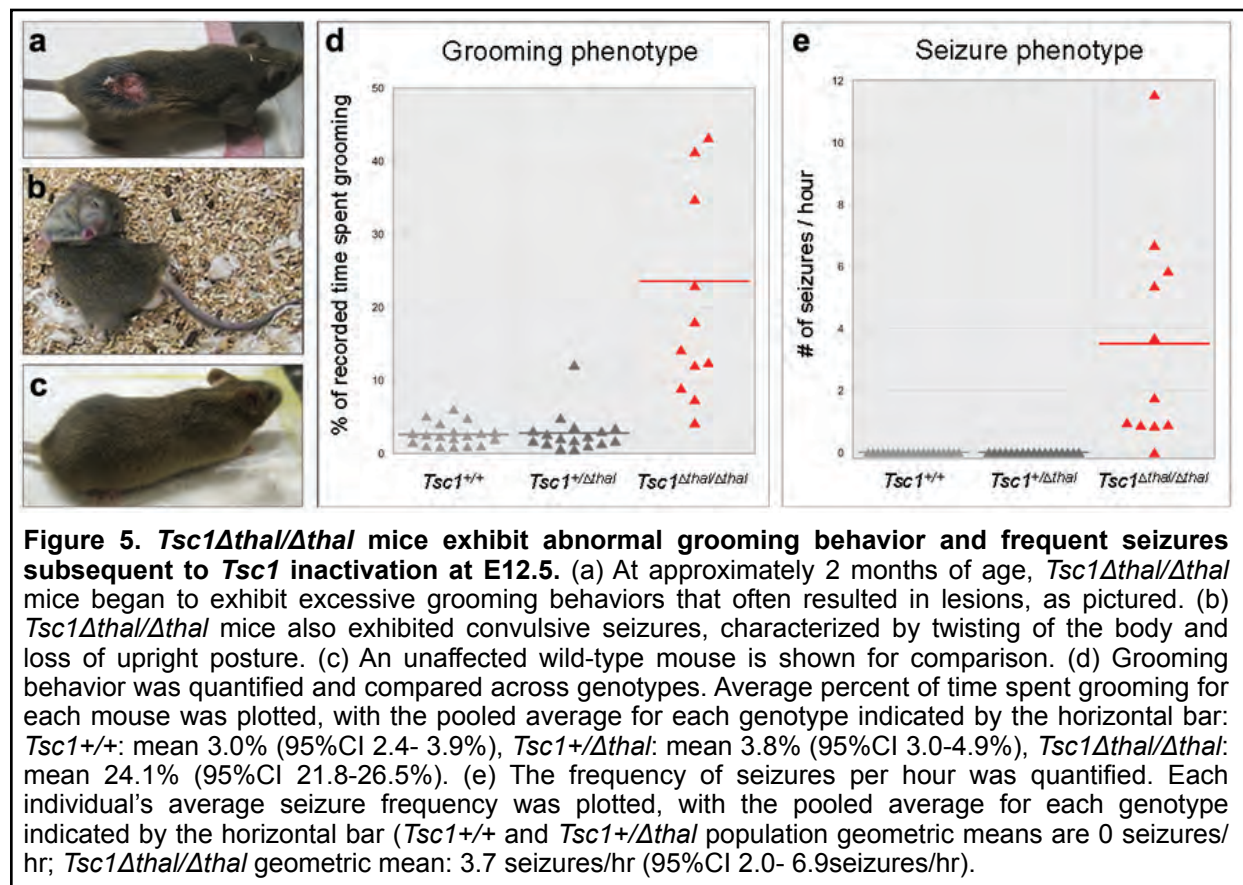 a
b
c
d
Grooming phenotype
% of recorded time spent grooming
50
40
30
20
10
0
Tsc1+/+
Tsc1+/Δthal
Tsc1Δthal/Δthal
e
Seizure phenotype
# of seizures / hour
12
10
8
6
4
2
0
Tsc1+/+
Tsc1+/Δthal
Tsc1Δthal/Δthal
Figure 5. Tsc1Δthal/Δthal mice exhibit abnormal grooming behavior and frequent seizures
subsequent to Tsc1 inactivation at E12.5. (a) At approximately 2 months of age, Tsc1Δthal/Δthal
mice began to exhibit excessive grooming behaviors that often resulted in lesions, as pictured. (b)
Tsc1Δthal/Δthal mice also exhibited convulsive seizures, characterized by twisting of the body and
loss of upright posture. (c) An unaffected wild-type mouse is shown for comparison. (d) Grooming
behavior was quantified and compared across genotypes. Average percent of time spent grooming for
each mouse was plotted, with the pooled average for each genotype indicated by the horizontal bar:
Tsc1+/+: mean 3.0% (95%CI 2.4- 3.9%), Tsc1+/Δthal: mean 3.8% (95%CI 3.0-4.9%), Tsc1Δthal/Δthal:
mean 24.1% (95%CI 21.8-26.5%). (e) The frequency of seizures per hour was quantified. Each
individual's average seizure frequency was plotted, with the pooled average for each genotype
indicated by the horizontal bar (Tsc1+/+ and Tsc1+/Δthal population geometric means are 0 seizures/
hr; Tsc1Δthal/Δthal geometric mean: 3.7 seizures/hr (95%CI 2.0- 6.9seizures/hr).